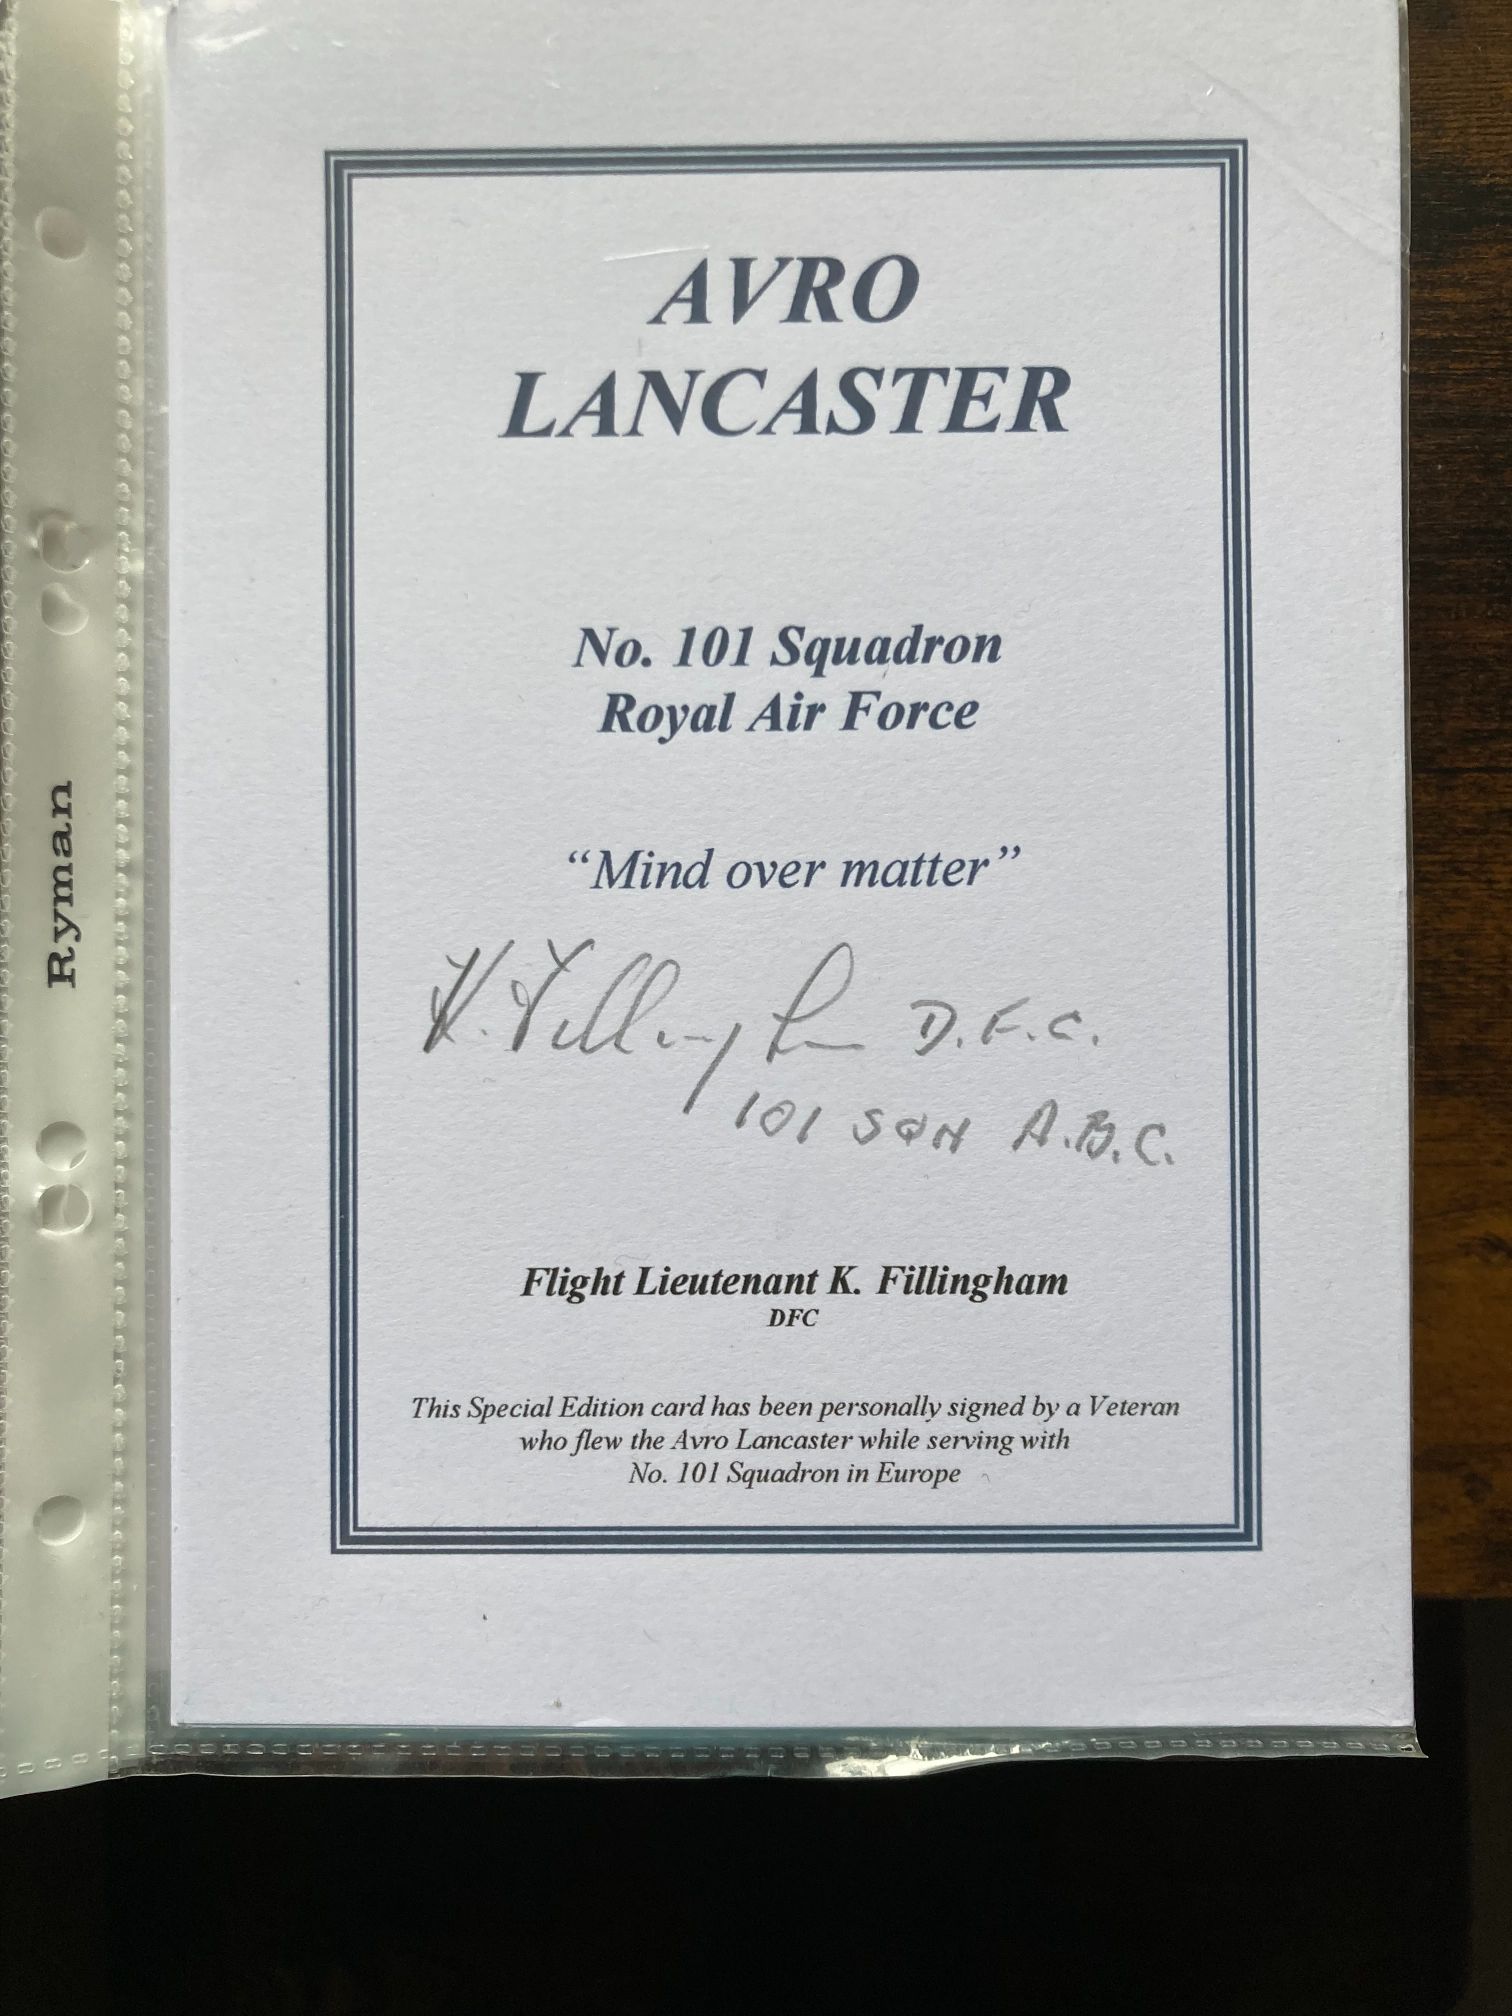 AVRO
LANCASTER
No. 101 Squadron
Royal Air Force
“Mind over matter”
K. Fillingham D.F.C.
101 SQN A.B.C.
Flight Lieutenant K. Fillingham
DFC
This Special Edition card has been personally signed by a Veteran
who flew the Avro Lancaster while serving with
No. 101 Squadron in Europe
Ryman